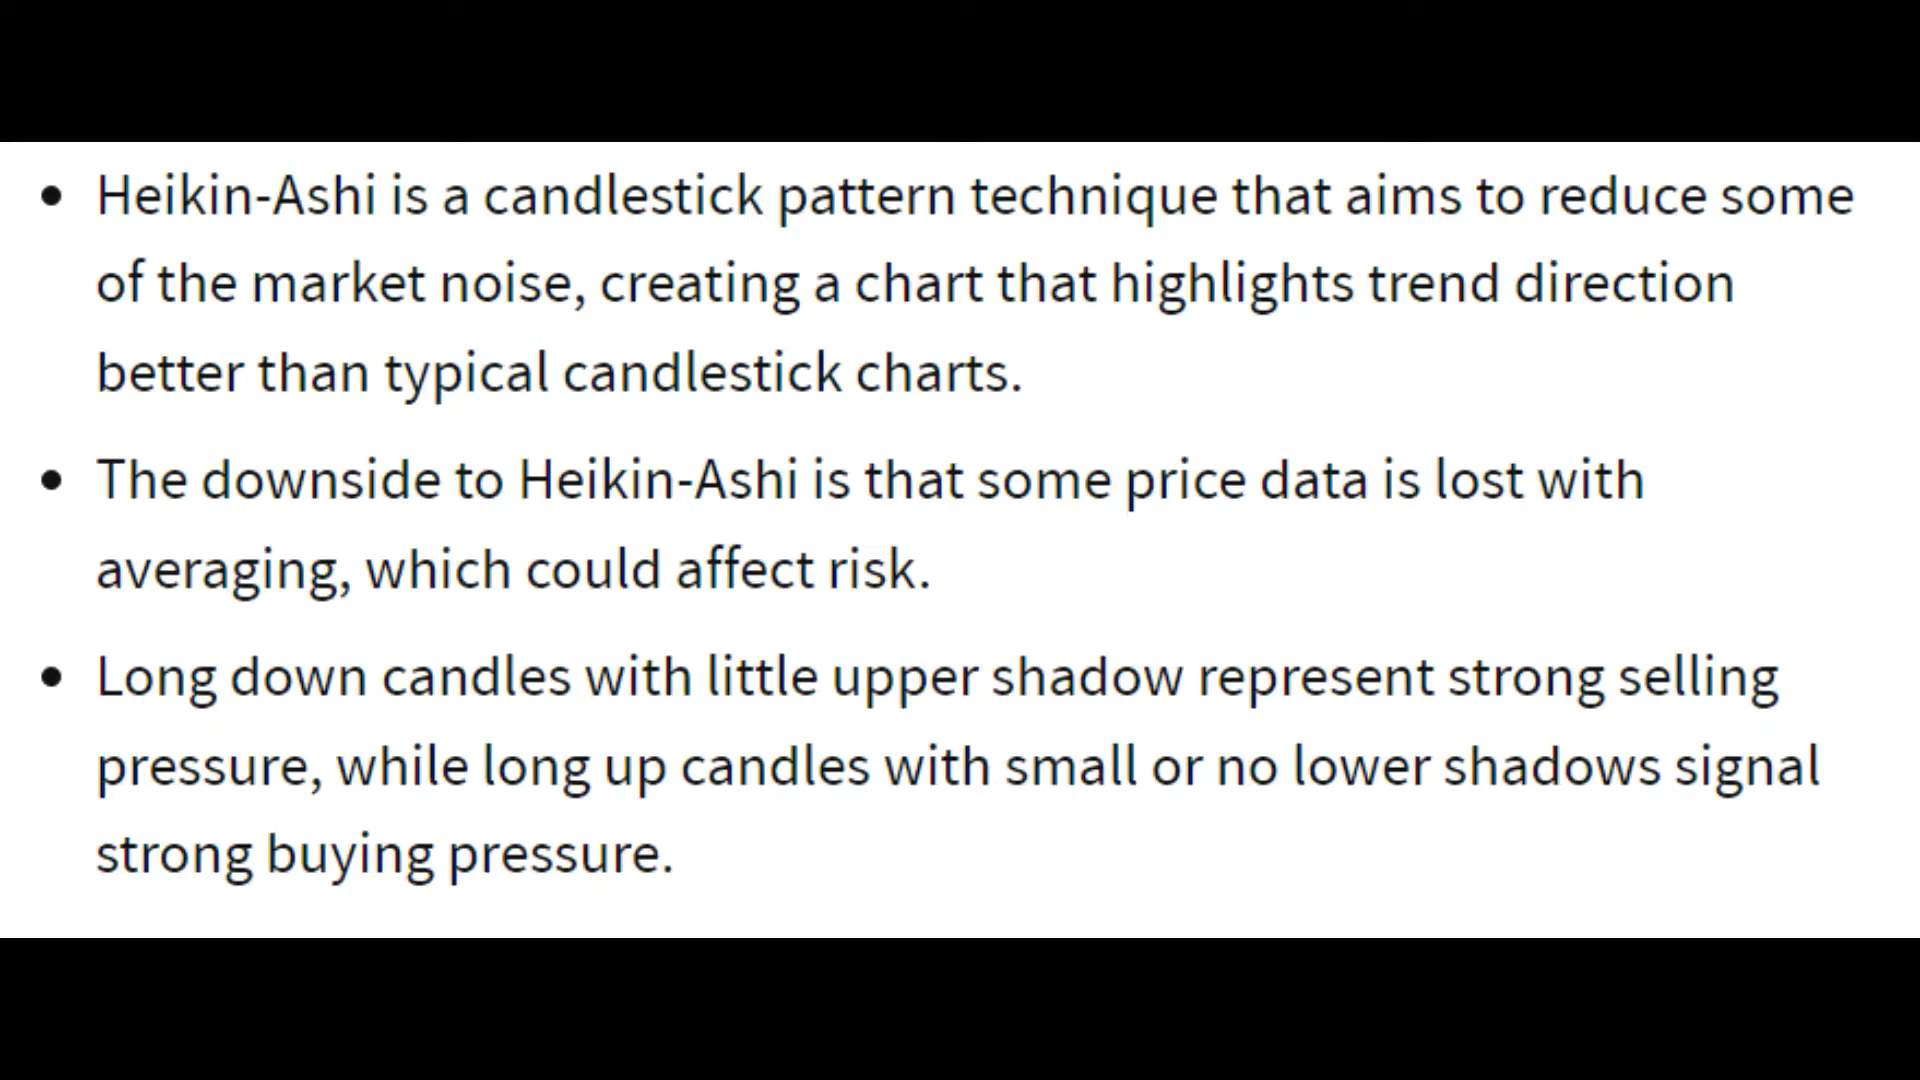 • Heikin-Ashi is a candlestick pattern technique that aims to reduce some
of the market noise, creating a chart that highlights trend direction
better than typical candlestick charts.
• The downside to Heikin-Ashi is that some price data is lost with
averaging, which could affect risk.
• Long down candles with little upper shadow represent strong selling
pressure, while long up candles with small or no lower shadows signal
strong buying pressure.